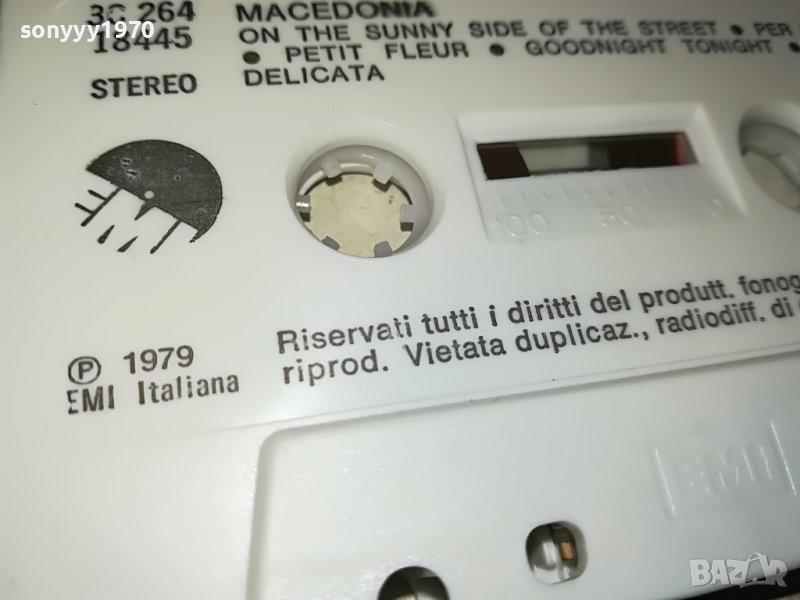 sonyyy1970
3C 264 MACEDONIA
18445 ON THE SUNNY SIDE OF THE STREET • PER
• PETIT FLEUR • GOODNIGHT TONIGHT •
STEREO DELICATA
100 50 0
Riservati tutti i diritti del produtt.
riprod. Vietata duplicaz., radiodiff. di
Ⓟ 1979
EMI Italiana
EMI
BAZAR